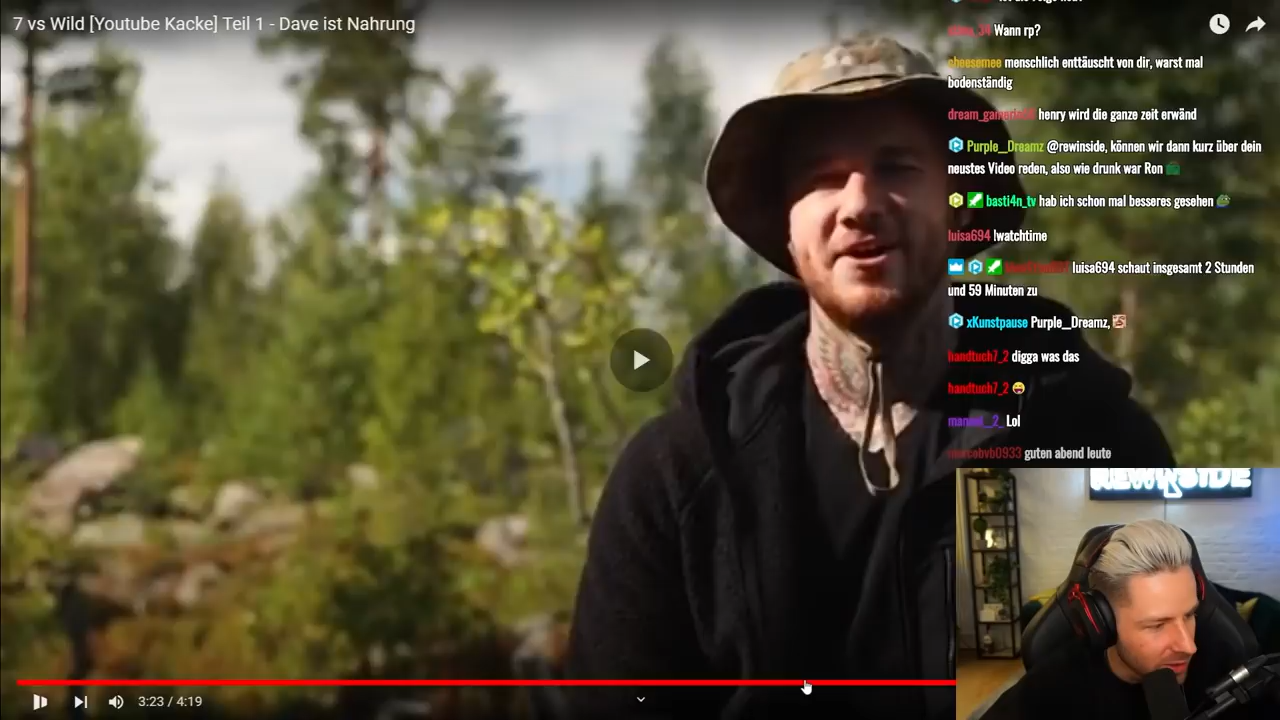 7 vs Wild [Youtube Kacke] Teil 1 - Dave ist Nahrung
Wann rp?
cheesemee menschlich enttäuscht von dir, warst mal
bodenständig
henry wird die ganze zeit erwänd
Purple__Dreamz @rewinside, können wir dann kurz über dein
neustes Video reden, also wie drunk war Ron
basti4n_tv hab ich schon mal besseres gesehen
luisa694 !watchtime
luisa694 schaut insgesamt 2 Stunden
und 59 Minuten zu
xKunstpause Purple__Dreamz,
handtuch7_2 digga was das
handtuch7_2
Lol
marcobvb0933 guten abend leute
REWINSIDE
3:23 / 4:19